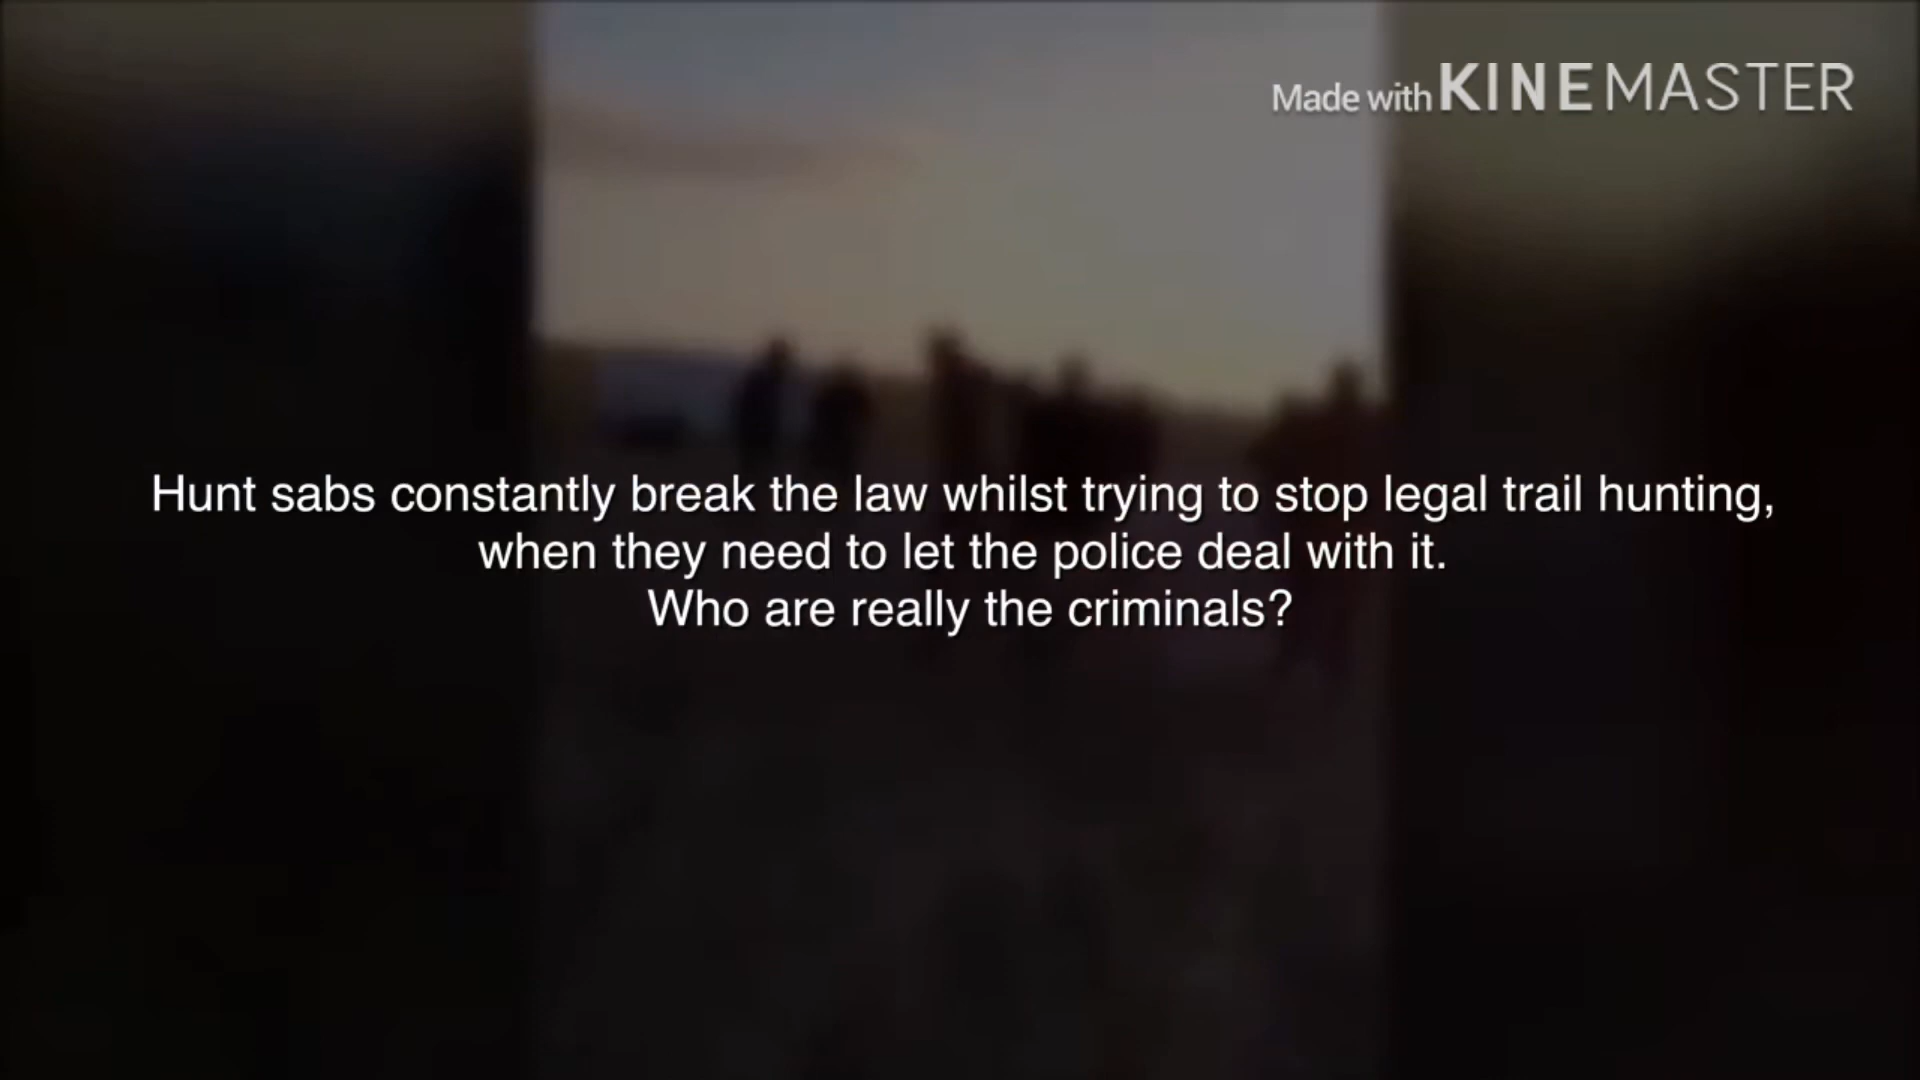 Made with KINEMASTER
Hunt sabs constantly break the law whilst trying to stop legal trail hunting,
when they need to let the police deal with it.
Who are really the criminals?